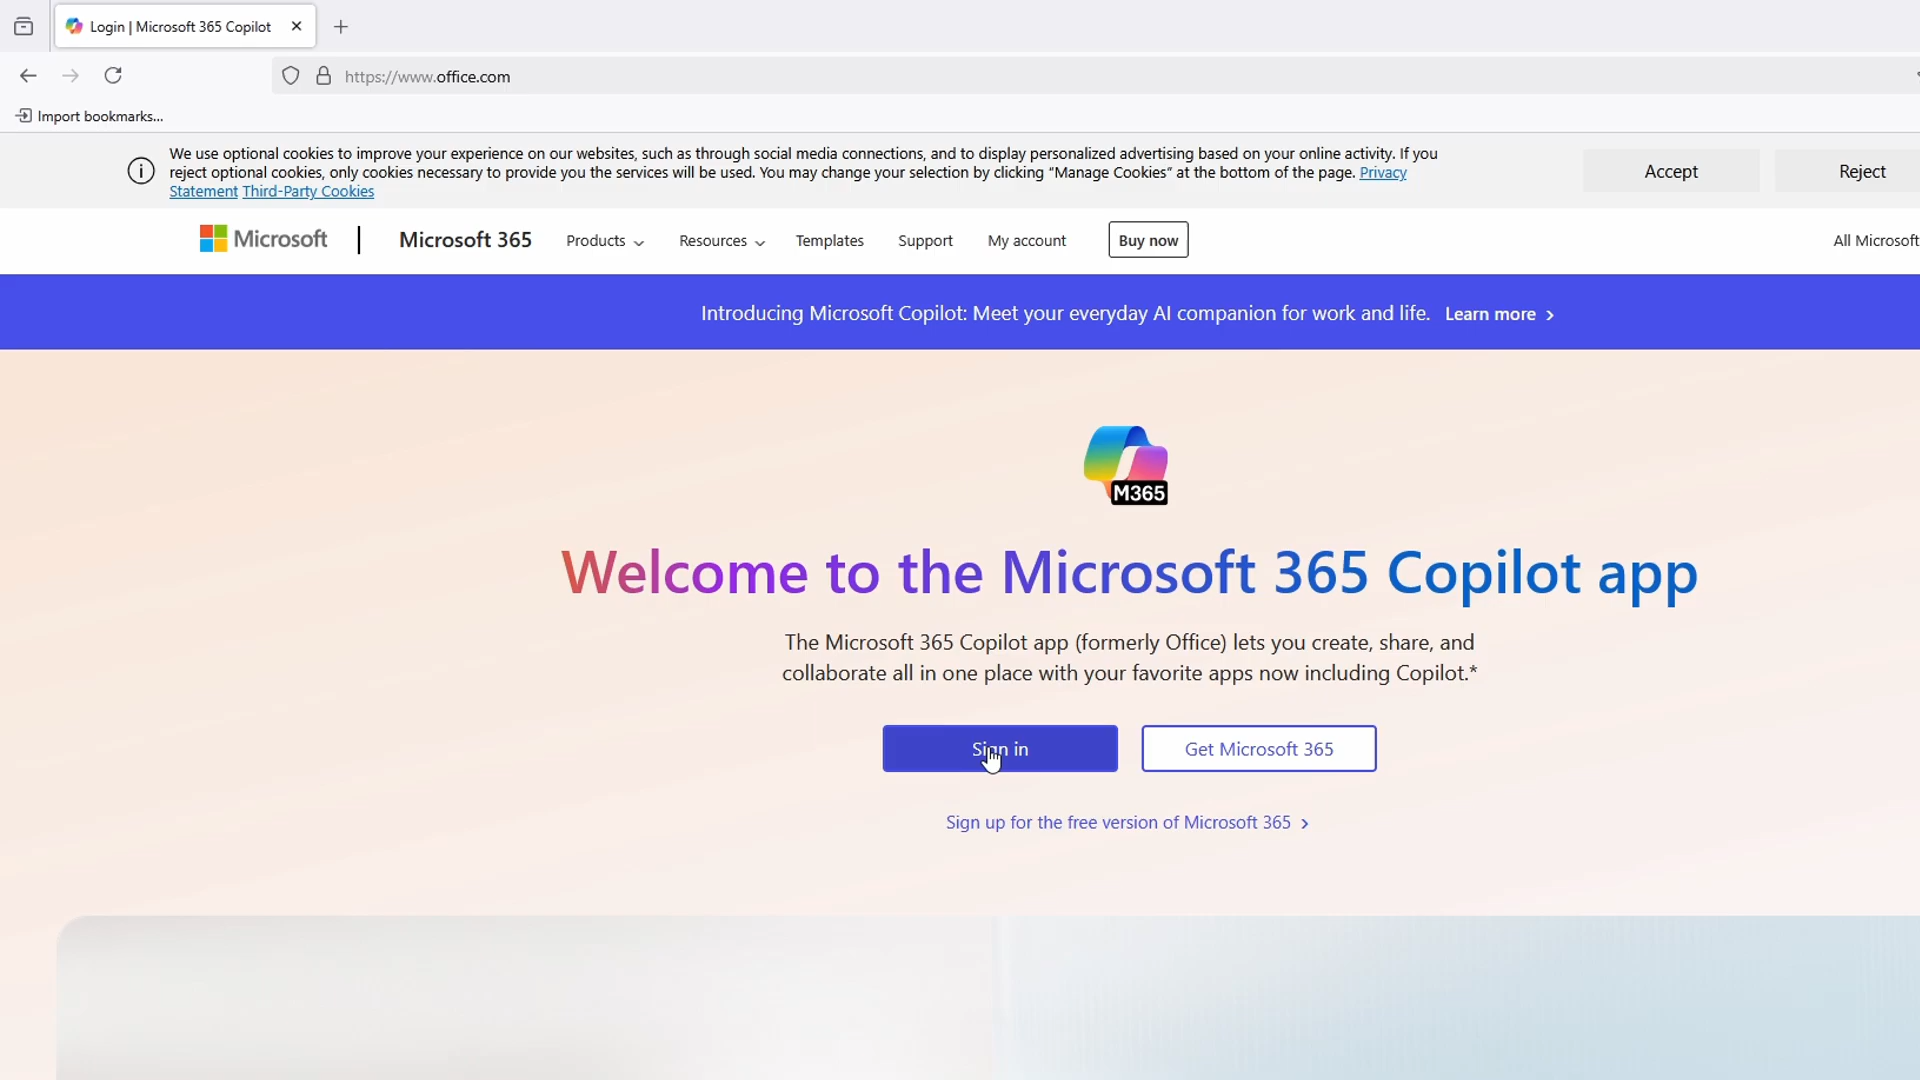 Login | Microsoft 365 Copilot
https://www.office.com
Import bookmarks...
We use optional cookies to improve your experience on our websites, such as through social media connections, and to display personalized advertising based on your online activity. If you
reject optional cookies, only cookies necessary to provide you the services will be used. You may change your selection by clicking "Manage Cookies" at the bottom of the page. Privacy
Statement Third-Party Cookies
Accept
Reject
Microsoft
Microsoft 365
Products
Resources
Templates
Support
My account
Buy now
All Microsoft
Introducing Microsoft Copilot: Meet your everyday AI companion for work and life. Learn more >
M365
Welcome to the Microsoft 365 Copilot app
The Microsoft 365 Copilot app (formerly Office) lets you create, share, and
collaborate all in one place with your favorite apps now including Copilot.*
Sign in
Get Microsoft 365
Sign up for the free version of Microsoft 365 >